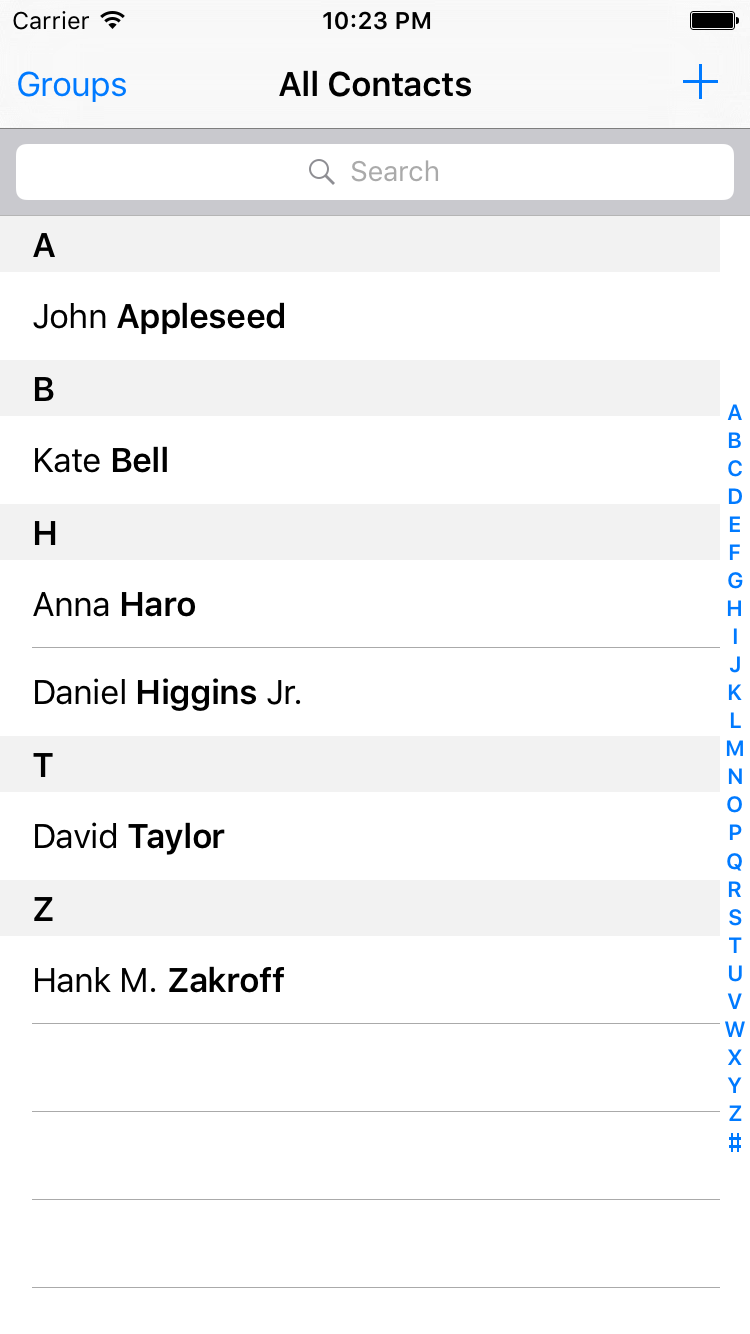 Carrier 10:23 PM
Groups All Contacts +
Search
A
John Appleseed
B
Kate Bell
H
Anna Haro
Daniel Higgins Jr.
T
David Taylor
Z
Hank M. Zakroff
A
B
C
D
E
F
G
H
I
J
K
L
M
N
O
P
Q
R
S
T
U
V
W
X
Y
Z
#